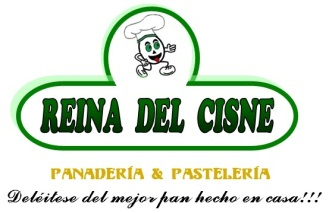 REINA DEL CISNE
PANADERÍA & PASTELERÍA
Deléitese del mejor pan hecho en casa!!!